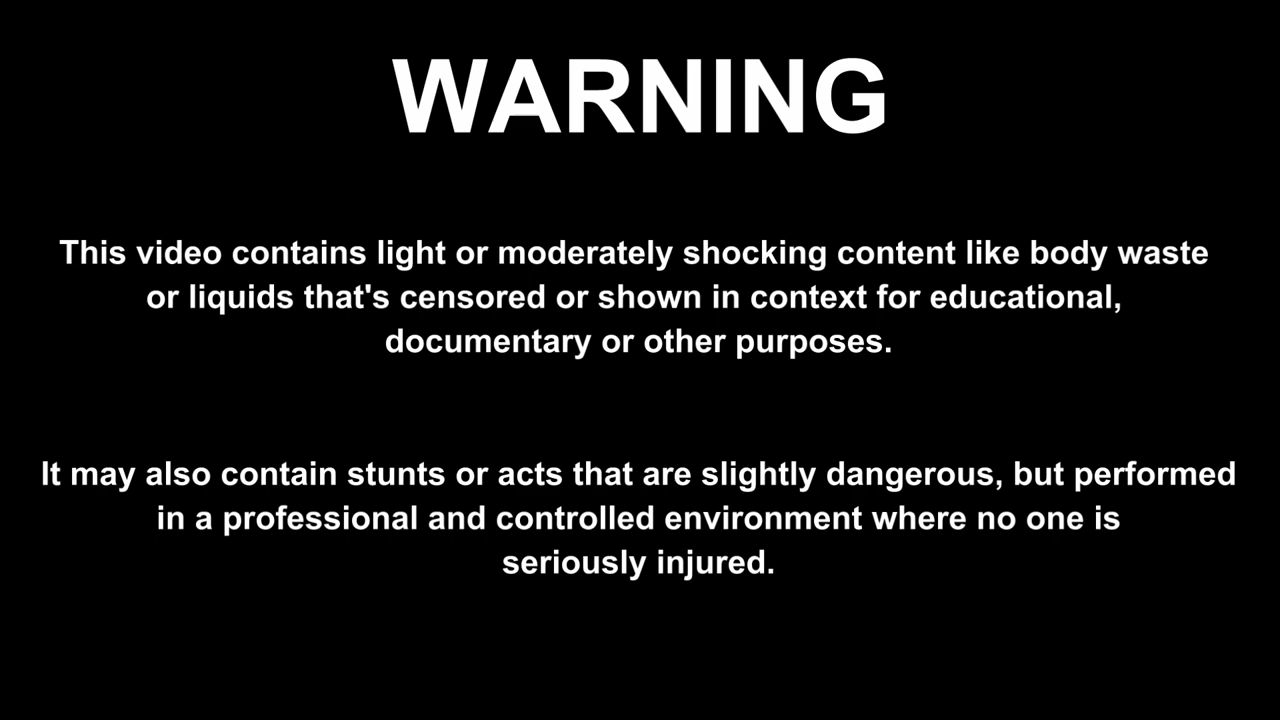 WARNING
This video contains light or moderately shocking content like body waste
or liquids that's censored or shown in context for educational,
documentary or other purposes.
It may also contain stunts or acts that are slightly dangerous, but performed
in a professional and controlled environment where no one is
seriously injured.